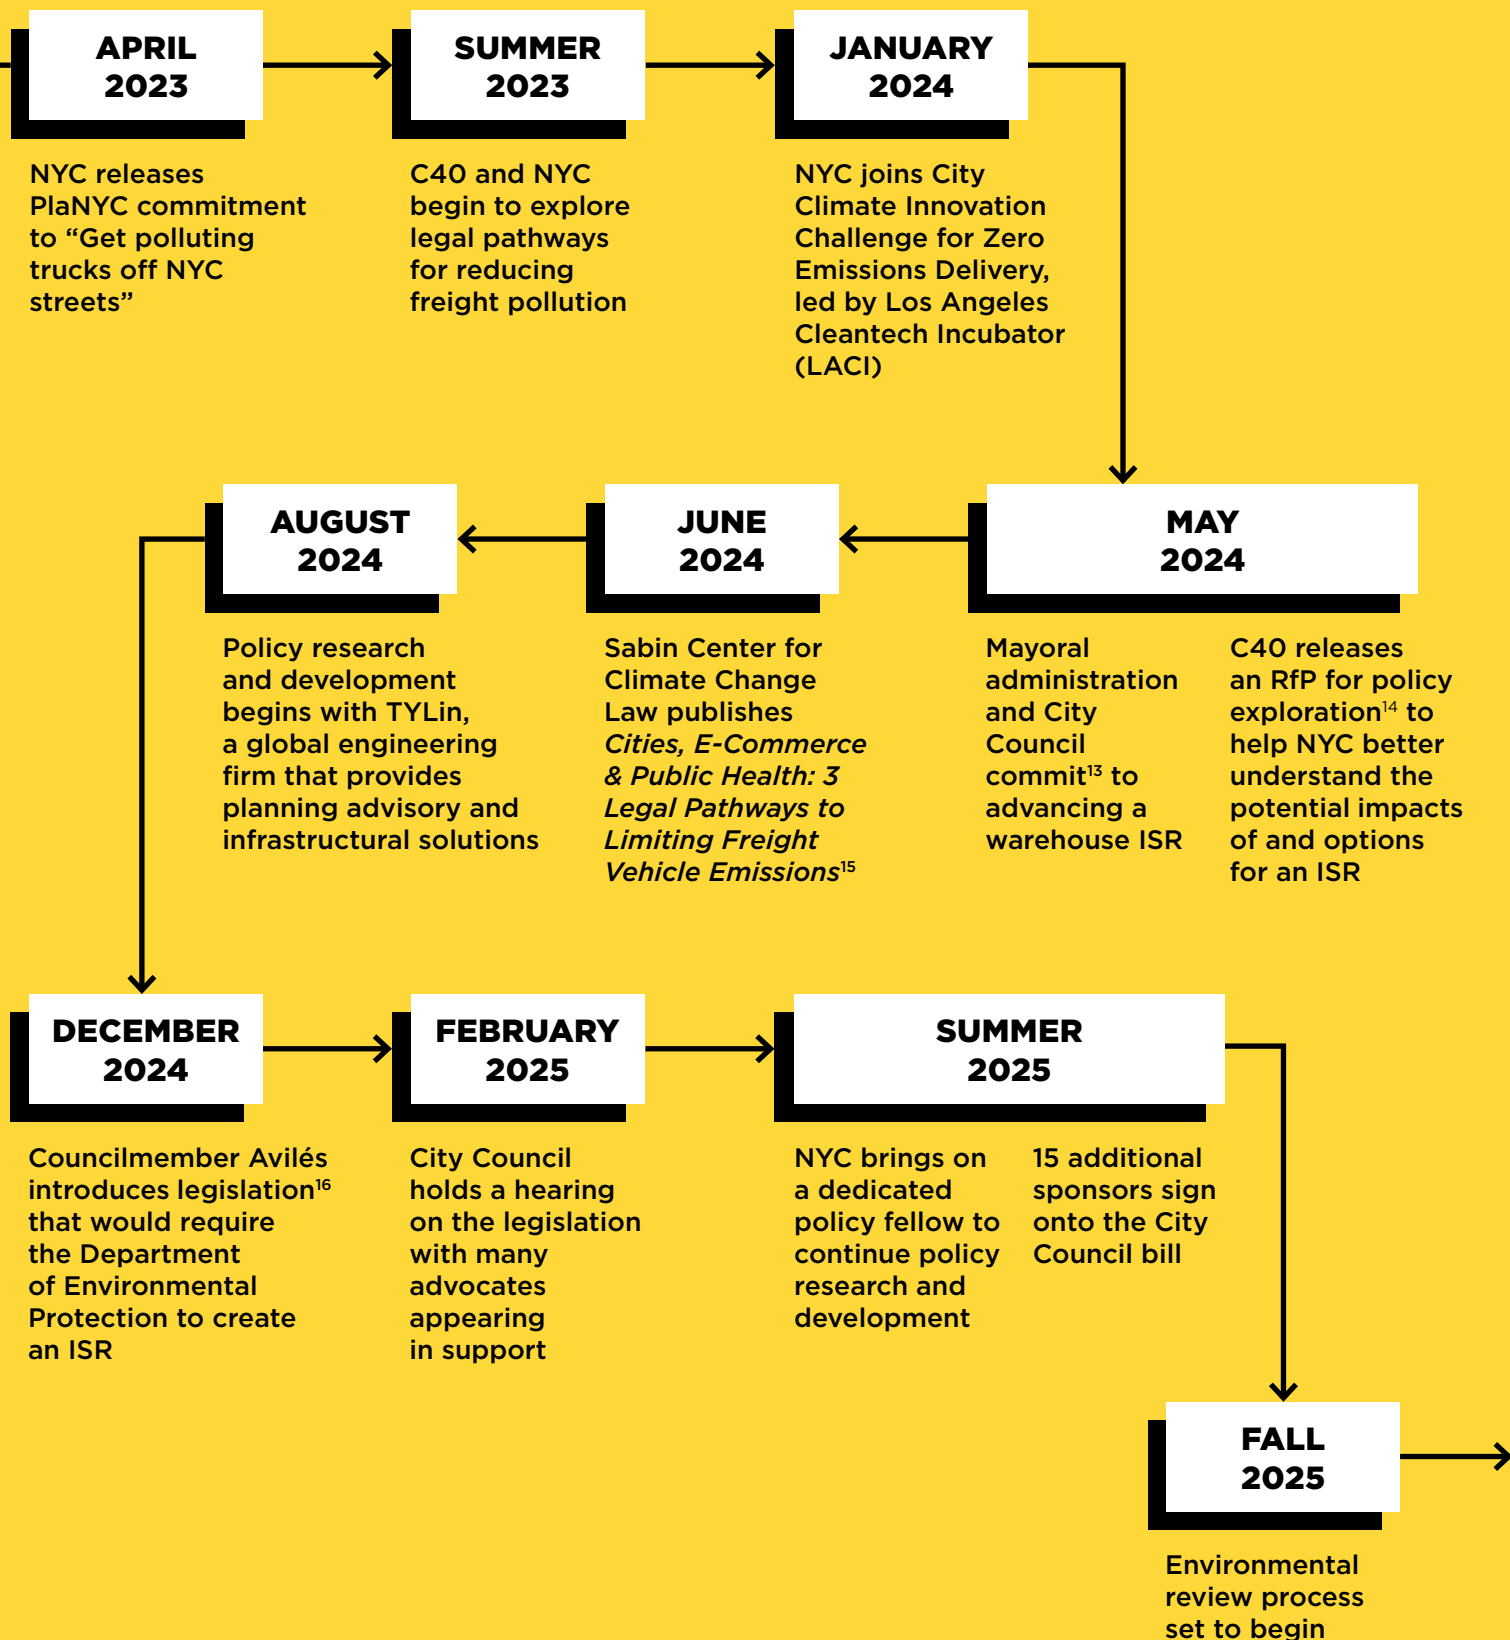 APRIL
2023
NYC releases
PlaNYC commitment
to “Get polluting
trucks off NYC
streets”
SUMMER
2023
C40 and NYC
begin to explore
legal pathways
for reducing
freight pollution
JANUARY
2024
NYC joins City
Climate Innovation
Challenge for Zero
Emissions Delivery,
led by Los Angeles
Cleantech Incubator
(LACI)
MAY
2024
Mayoral
administration
and City
Council
commit¹³ to
advancing a
warehouse ISR
C40 releases
an RfP for policy
exploration¹⁴ to
help NYC better
understand the
potential impacts
of and options
for an ISR
JUNE
2024
Sabin Center for
Climate Change
Law publishes
Cities, E-Commerce
& Public Health: 3
Legal Pathways to
Limiting Freight
Vehicle Emissions¹⁵
AUGUST
2024
Policy research
and development
begins with TYLin,
a global engineering
firm that provides
planning advisory and
infrastructural solutions
DECEMBER
2024
Councilmember Avilés
introduces legislation¹⁶
that would require
the Department
of Environmental
Protection to create
an ISR
FEBRUARY
2025
City Council
holds a hearing
on the legislation
with many
advocates
appearing
in support
SUMMER
2025
NYC brings on
a dedicated
policy fellow to
continue policy
research and
development
15 additional
sponsors sign
onto the City
Council bill
FALL
2025
Environmental
review process
set to begin